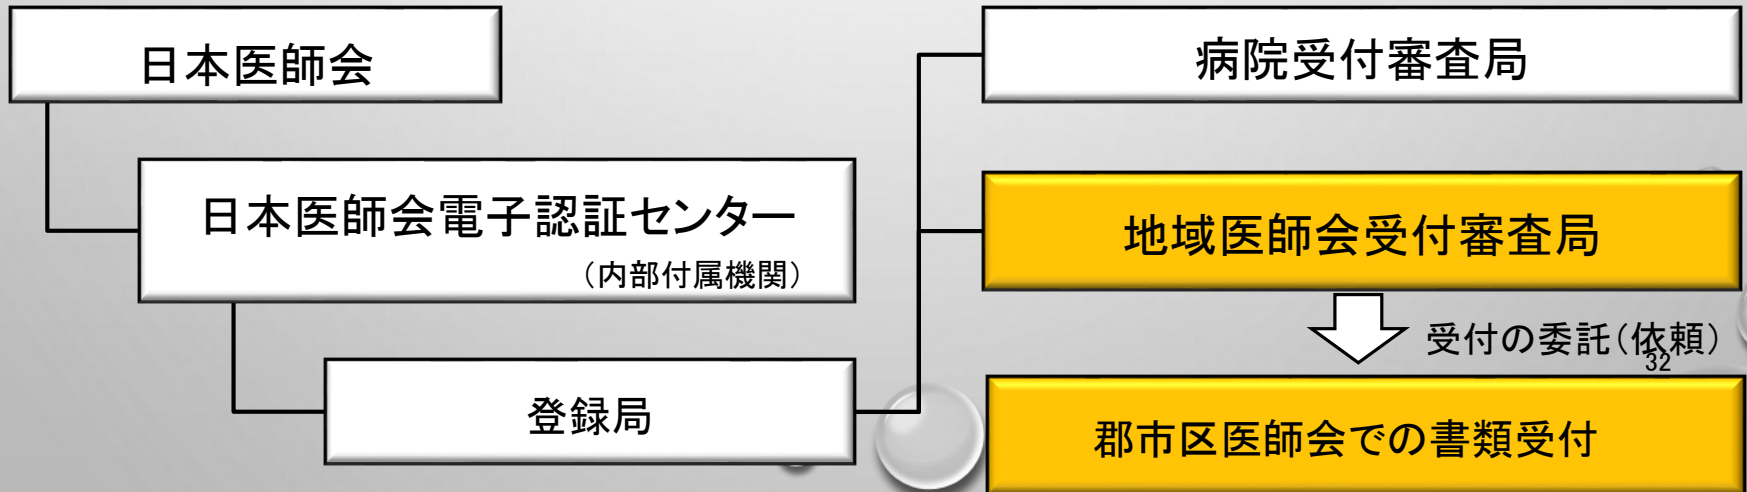 日本医師会
日本医師会電子認証センター
（内部付属機関）
登録局
病院受付審査局
地域医師会受付審査局
受付の委託（依頼）
32
郡市区医師会での書類受付